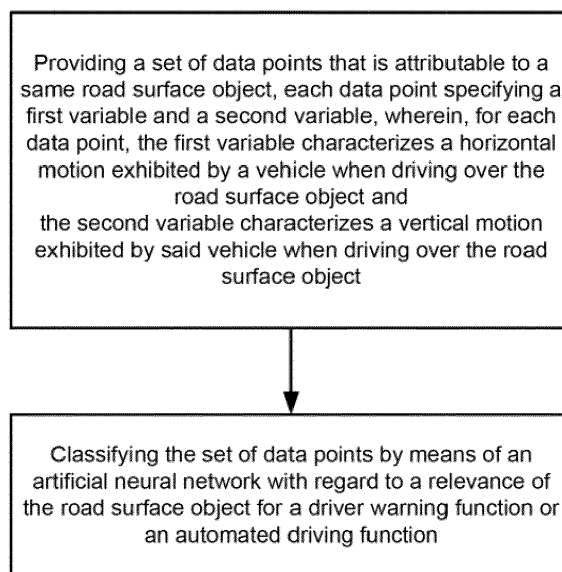 Providing a set of data points that is attributable to a
same road surface object, each data point specifying a
first variable and a second variable, wherein, for each
data point, the first variable characterizes a horizontal
motion exhibited by a vehicle when driving over the
road surface object and
the second variable characterizes a vertical motion
exhibited by said vehicle when driving over the road
surface object
Classifying the set of data points by means of an
artificial neural network with regard to a relevance of
the road surface object for a driver warning function or
an automated driving function